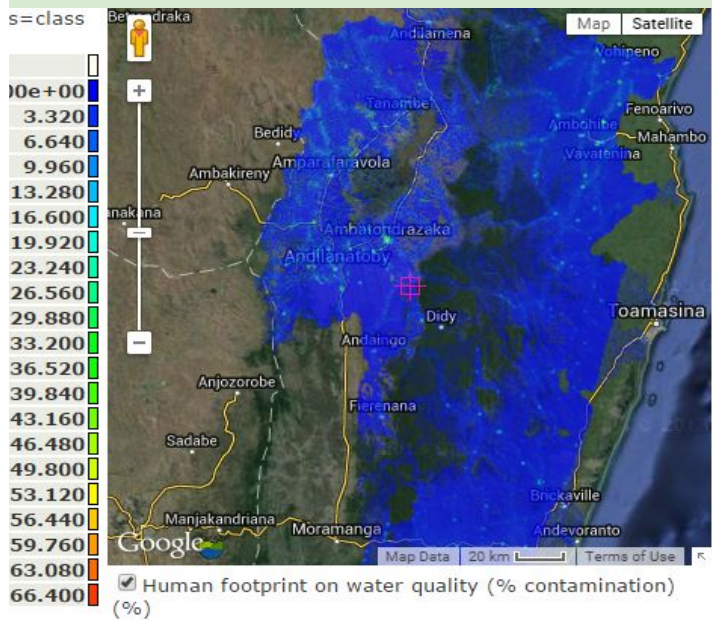 s=class
00e+00
3.320
6.640
9.960
13.280
16.600
19.920
23.240
26.560
29.880
33.200
36.520
39.840
43.160
46.480
49.800
53.120
56.440
59.760
63.080
66.400
Map Satellite
Andilamena
Vohipeno
Tanambe
Fenoarivo
Ambohibe
Mahambo
Bedidy
Vavatenina
Amparafaravola
Ambakireny
Ambatondrazaka
Andilanatoby
Toamasina
Didy
Andaingo
Anjozorobe
Fierenana
Sadabe
Brickaville
Manjakandriana
Moramanga
Andevoranto
Google
Map Data 20 km Terms of Use
Human footprint on water quality (% contamination)
(%)